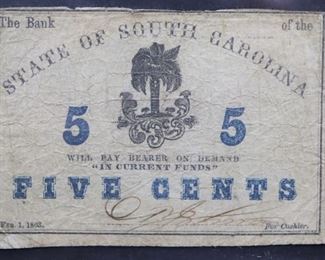 The Bank of the
STATE OF SOUTH CAROLINA
5 5
WILL PAY BEARER ON DEMAND
"IN CURRENT FUNDS"
FIVE CENTS
FEB. 1, 1863. For Cashier.